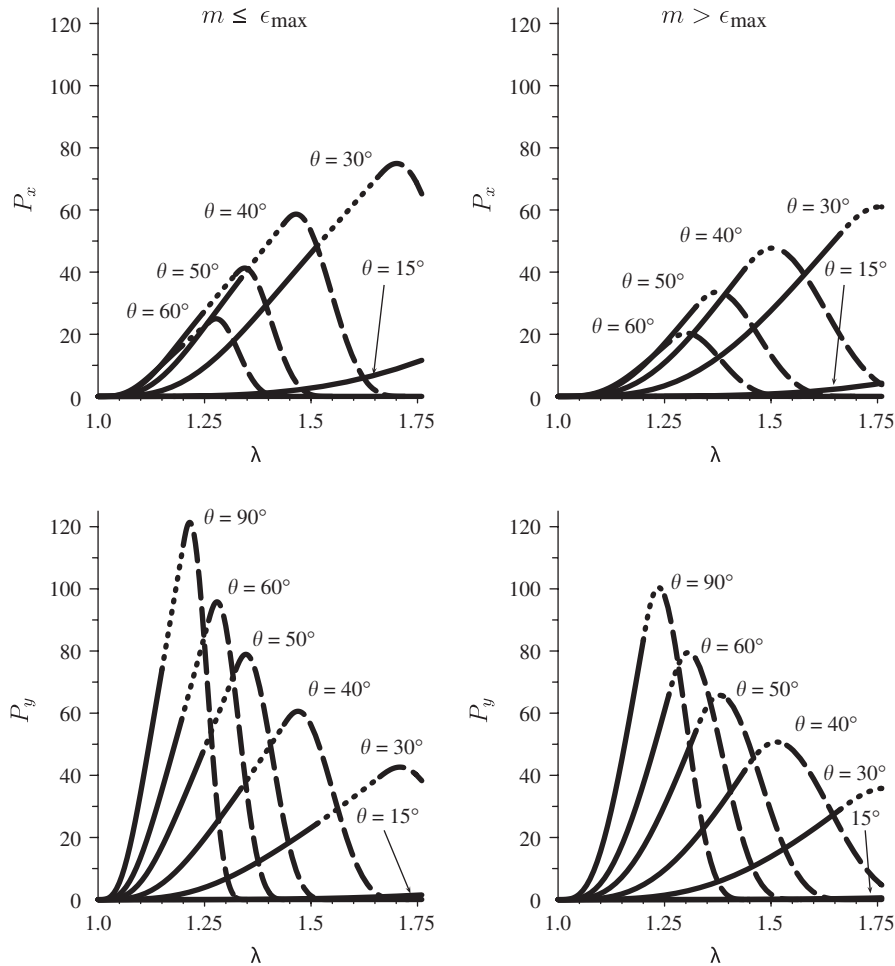 m ≤ ϵmax
120
100
80
60
40
20
0
Px
θ = 30°
θ = 40°
θ = 50°
θ = 60°
θ = 15°
1.0
1.25
1.5
1.75
λ
m > ϵmax
120
100
80
60
40
20
0
Px
θ = 30°
θ = 40°
θ = 50°
θ = 60°
θ = 15°
1.0
1.25
1.5
1.75
λ
120
100
80
60
40
20
0
Py
θ = 90°
θ = 60°
θ = 50°
θ = 40°
θ = 30°
θ = 15°
1.0
1.25
1.5
1.75
λ
120
100
80
60
40
20
0
Py
θ = 90°
θ = 60°
θ = 50°
θ = 40°
θ = 30°
15°
1.0
1.25
1.5
1.75
λ